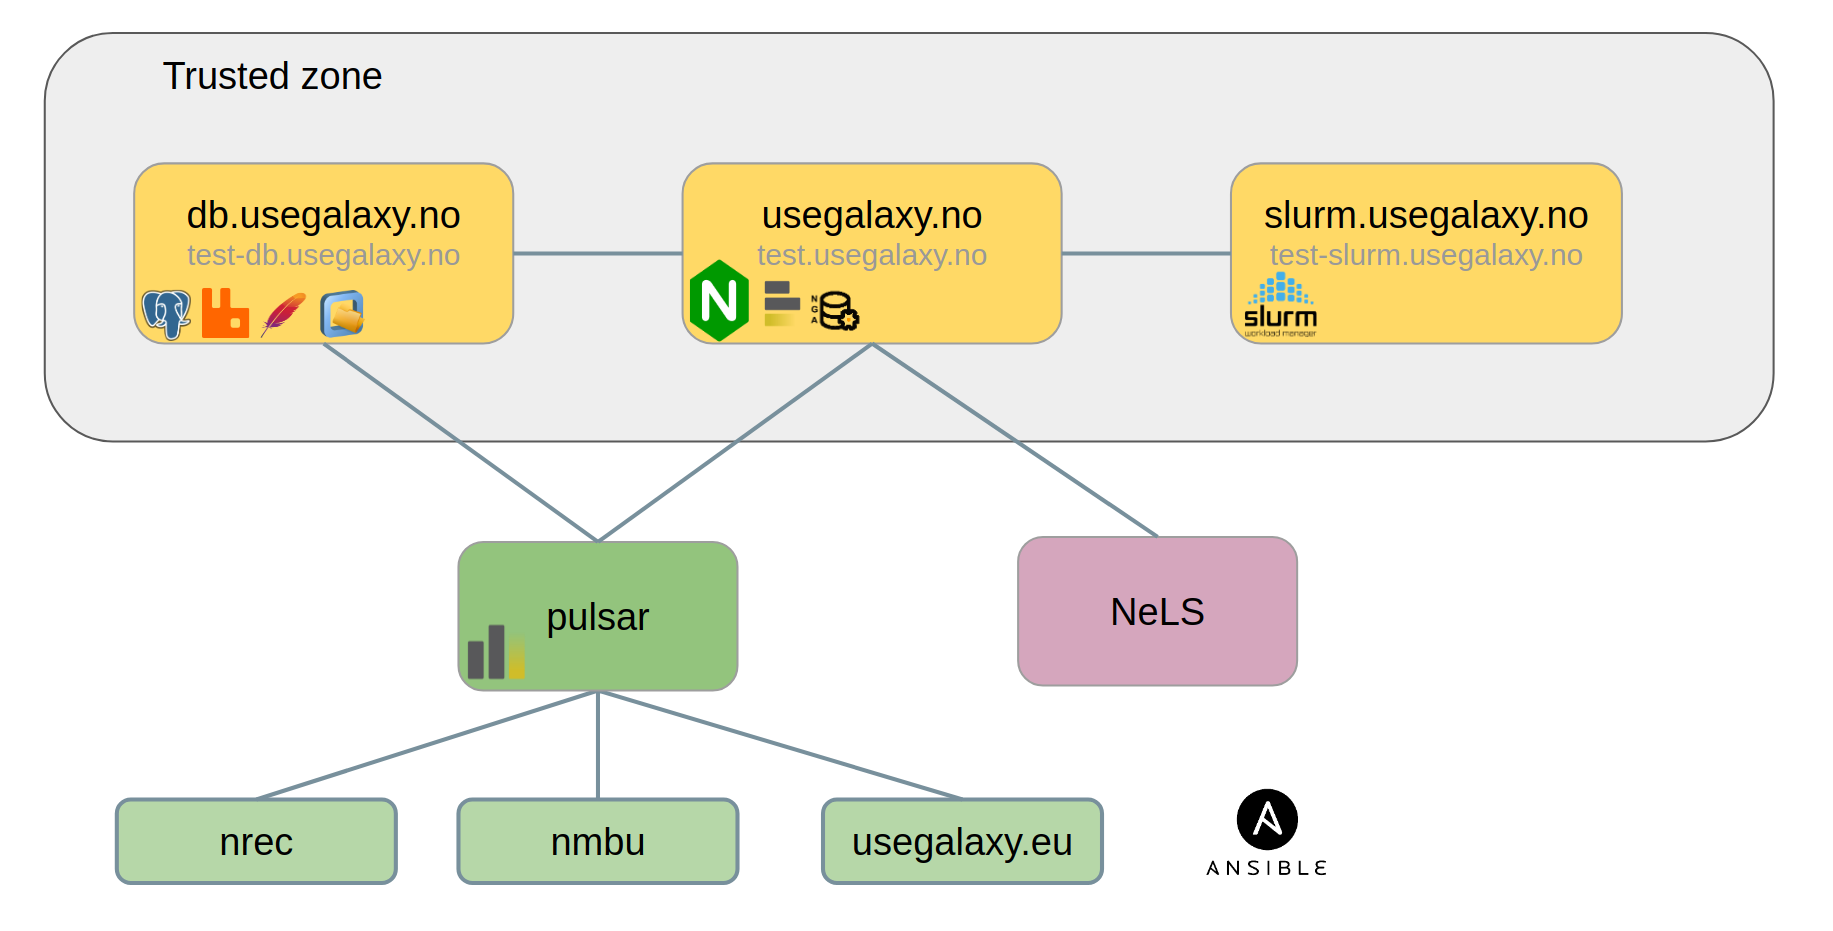 Trusted zone
db.usegalaxy.no
test-db.usegalaxy.no
usegalaxy.no
test.usegalaxy.no
N
N
G
A
slurm.usegalaxy.no
test-slurm.usegalaxy.no
slurm
workload manager
pulsar
NeLS
nrec
nmbu
usegalaxy.eu
A
ANSIBLE